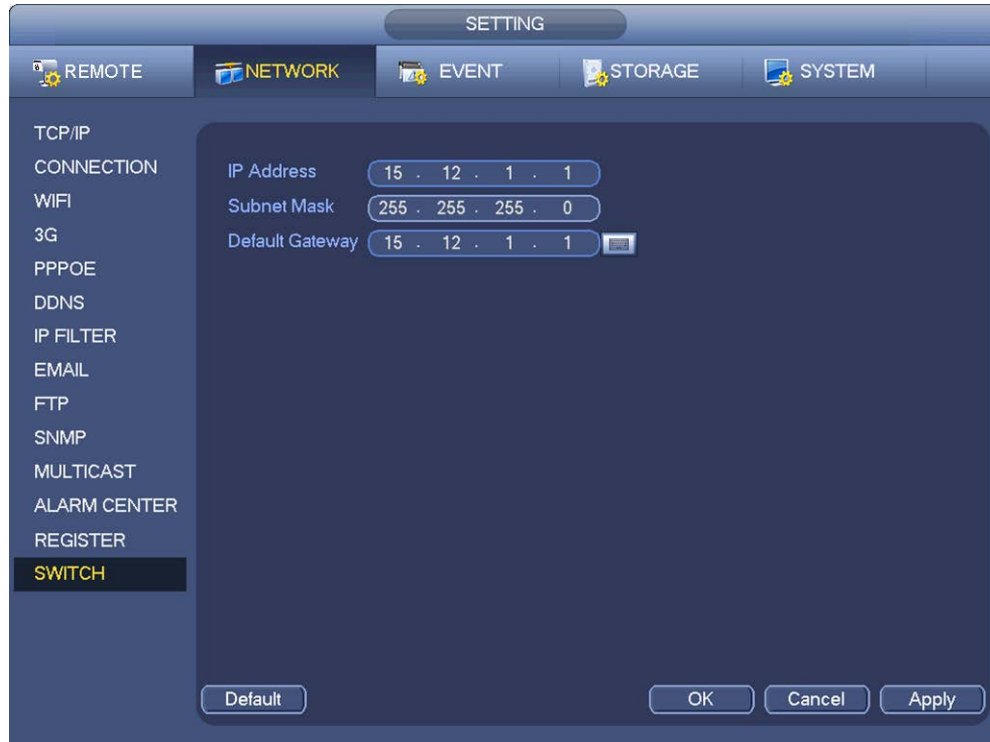 SETTING
REMOTE NETWORK EVENT STORAGE SYSTEM
TCP/IP
CONNECTION
WIFI
3G
PPPOE
DDNS
IP FILTER
EMAIL
FTP
SNMP
MULTICAST
ALARM CENTER
REGISTER
SWITCH
IP Address 15 . 12 . 1 . 1
Subnet Mask 255 . 255 . 255 . 0
Default Gateway 15 . 12 . 1 . 1
Default OK Cancel Apply